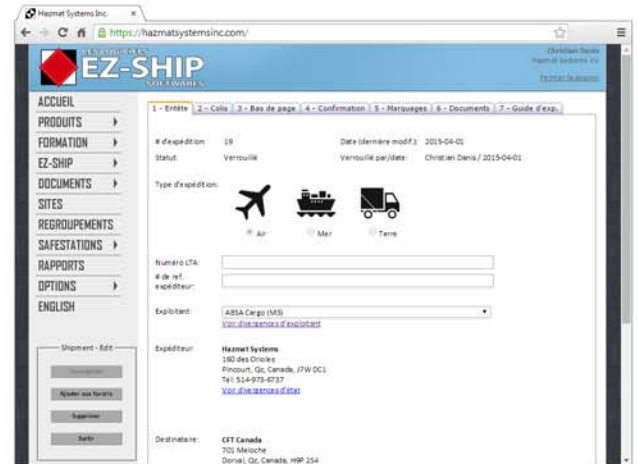 Hazmat Systems Inc.
https://hazmatsystemsinc.com/
LES LOGICIELS
EZ-SHIP
SOFTWARES
Christian Danis
Hazmat Systems Inc
Fermer la session
ACCUEIL
PRODUITS
FORMATION
EZ-SHIP
DOCUMENTS
SITES
REGROUPEMENTS
SAFESTATIONS
RAPPORTS
OPTIONS
ENGLISH
Shipment - Edit
Ajouter aux favoris
Supprimer
Sortir
1 - Entête
2 - Colis
3 - Bas de page
4 - Confirmation
5 - Marquages
6 - Documents
7 - Guide d'exp.
# d'expédition: 19
Date (dernière modif.): 2015-04-01
Statut: Verrouillé
Verrouillé par/date: Christian Danis / 2015-04-01
Type d'expédition:
Air
Mer
Terre
Numéro LTA:
# de ref. expéditeur:
Exploitant: ABSA Cargo (M3)
Voir divergences d'exploitant
Expéditeur: Hazmat Systems
160 des Orioles
Pincourt, Qc, Canada, J7W 0C1
Tél: 514-973-6737
Voir divergences d'état
Destinataire: CFT Canada
701 Meloche
Dorval, Qc, Canada, H9P 2S4